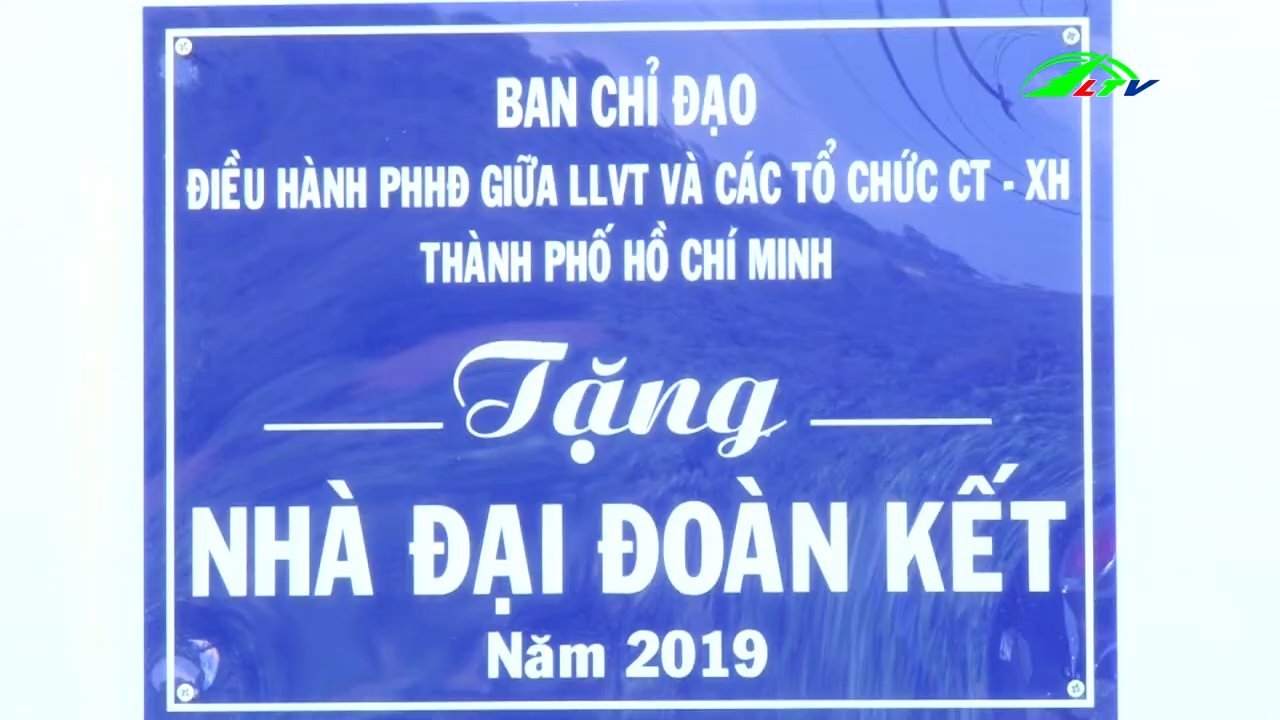 LTV
BAN CHỈ ĐẠO
ĐIỀU HÀNH PHHĐ GIỮA LLVT VÀ CÁC TỔ CHỨC CT - XH
THÀNH PHỐ HỒ CHÍ MINH
Tặng
NHÀ ĐẠI ĐOÀN KẾT
Năm 2019